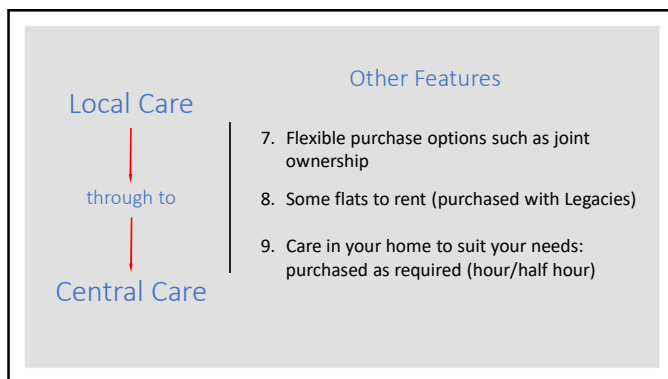 Local Care
through to
Central Care
Other Features
7. Flexible purchase options such as joint
ownership
8. Some flats to rent (purchased with Legacies)
9. Care in your home to suit your needs:
purchased as required (hour/half hour)